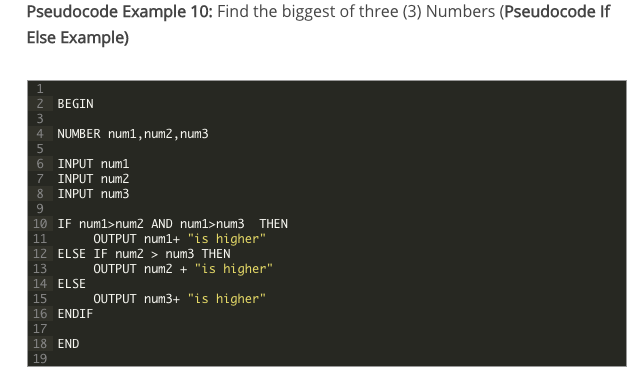 Pseudocode Example 10: Find the biggest of three (3) Numbers (Pseudocode If
Else Example)
1
2 BEGIN
3
4 NUMBER num1,num2,num3
5
6 INPUT num1
7 INPUT num2
8 INPUT num3
9
10 IF num1>num2 AND num1>num3  THEN
11      OUTPUT num1+ "is higher"
12 ELSE IF num2 > num3 THEN
13      OUTPUT num2 + "is higher"
14 ELSE
15      OUTPUT num3+ "is higher"
16 ENDIF
17
18 END
19